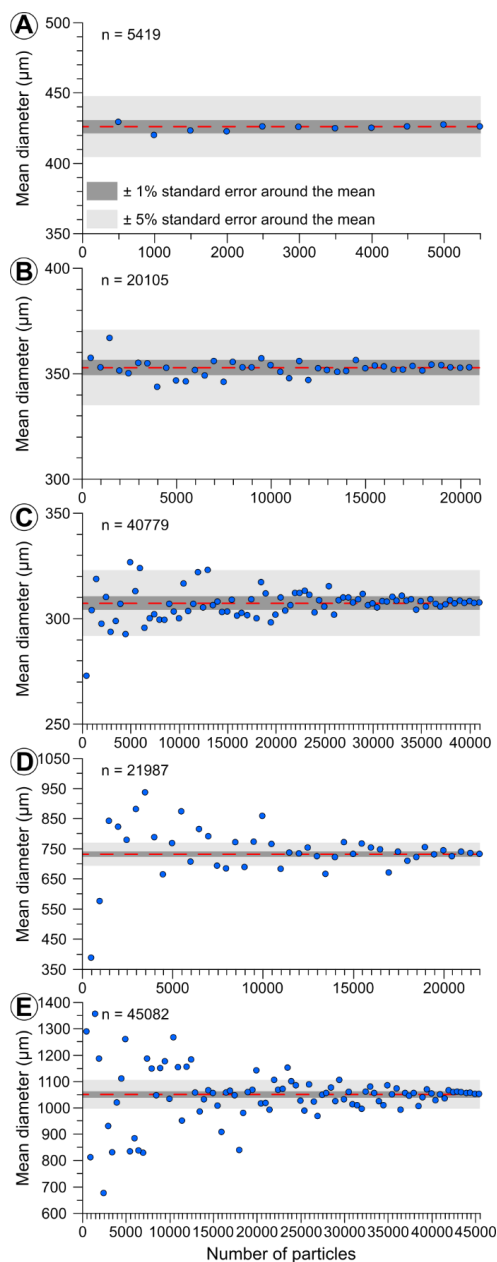 A
n = 5419
Mean diameter (µm)
500
450
400
350
± 1% standard error around the mean
± 5% standard error around the mean
0 1000 2000 3000 4000 5000
B
n = 20105
Mean diameter (µm)
400
350
300
0 5000 10000 15000 20000
C
n = 40779
Mean diameter (µm)
350
300
250
0 5000 10000 15000 20000 25000 30000 35000 40000
D
n = 21987
Mean diameter (µm)
1050
950
850
750
650
550
450
350
0 5000 10000 15000 20000
E
n = 45082
Mean diameter (µm)
1400
1300
1200
1100
1000
900
800
700
600
0 5000 10000 15000 20000 25000 30000 35000 40000 45000
Number of particles